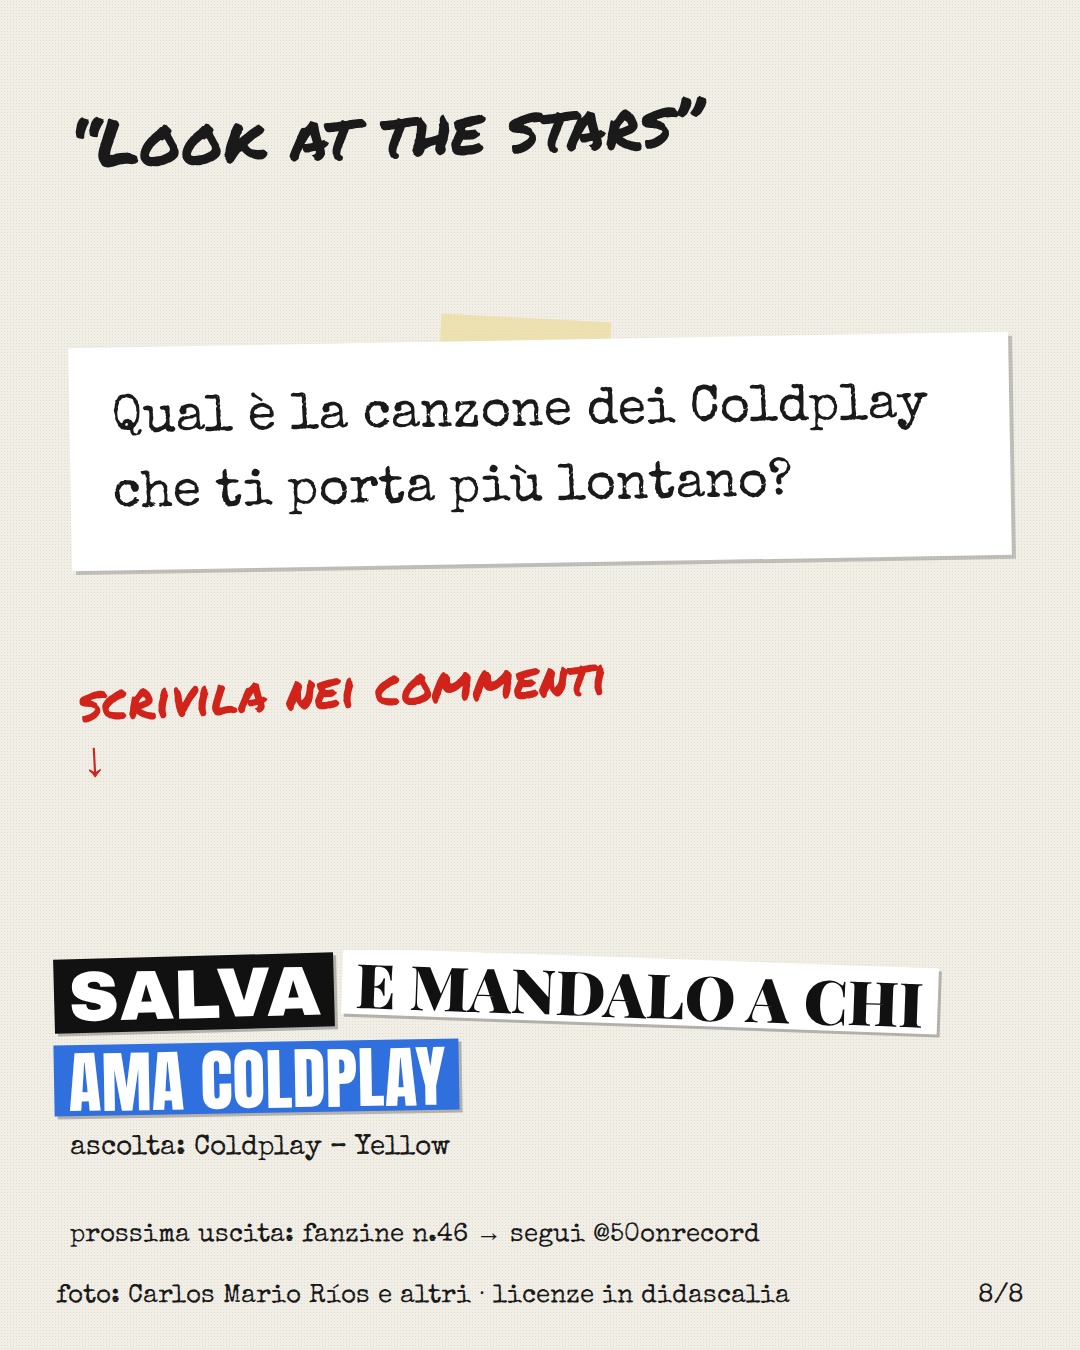 “LOOK AT THE STARS”
Qual è la canzone dei Coldplay
che ti porta più lontano?
SCRIVILA NEI COMMENTI
↓
SALVA E MANDALO A CHI
AMA COLDPLAY
ascolta: Coldplay – Yellow
prossima uscita: fanzine n.46 → segui @50onrecord
foto: Carlos Mario Ríos e altri · licenze in didascalia 8/8